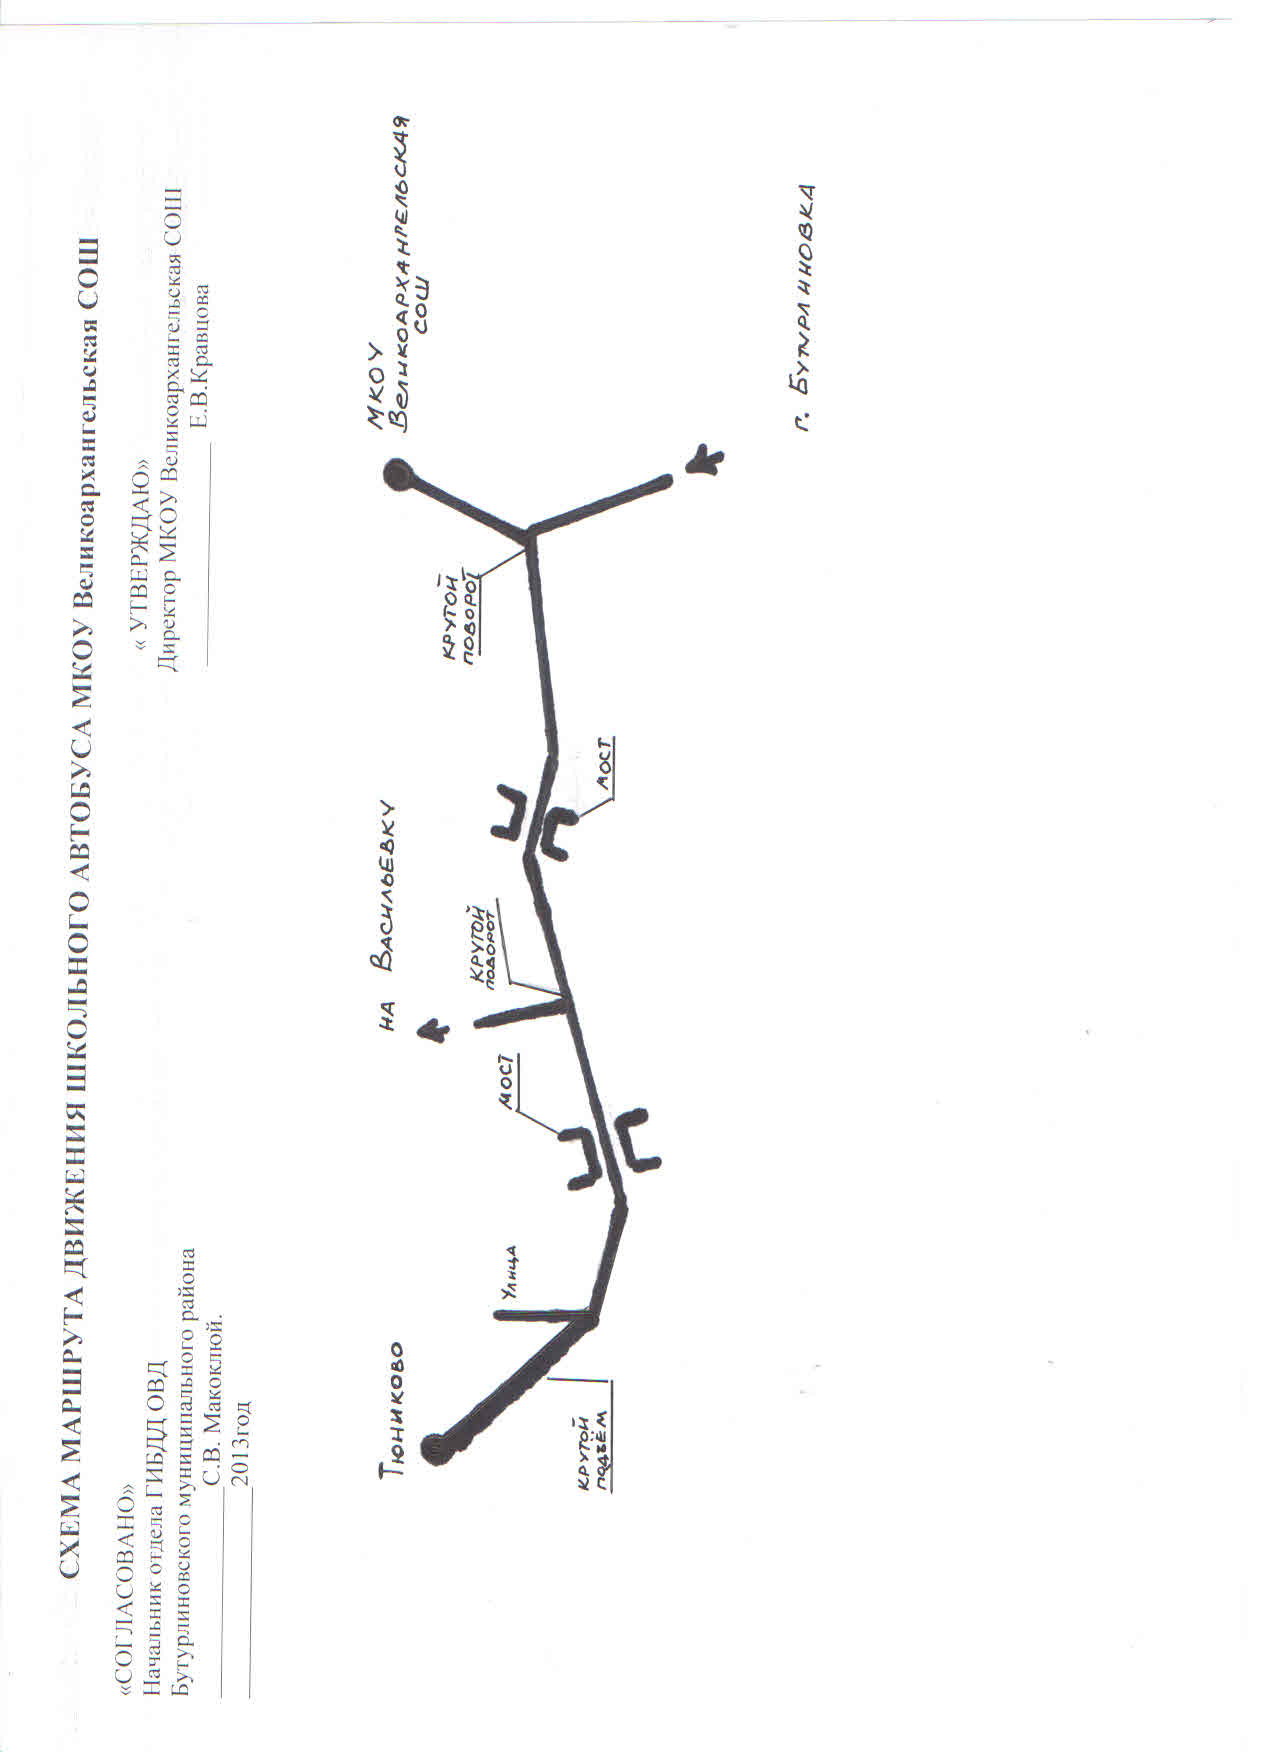 СХЕМА МАРШРУТА ДВИЖЕНИЯ ШКОЛЬНОГО АВТОБУСА МКОУ Великоархангельская СОШ
«СОГЛАСОВАНО»
Начальник отдела ГИБДД ОВД
Бутурлиновского муниципального района
С.В. Макоклюй.
2013год
« УТВЕРЖДАЮ»
Директор МКОУ Великоархангельская СОШ
Е.В.Кравцова
Тюниково
на Васильевку
МКОУ
Великоархангельская
СОШ
Улица
мост
крутой
поворот
крутой
поворот
крутой
подъём
мост
г. Бутурлиновка